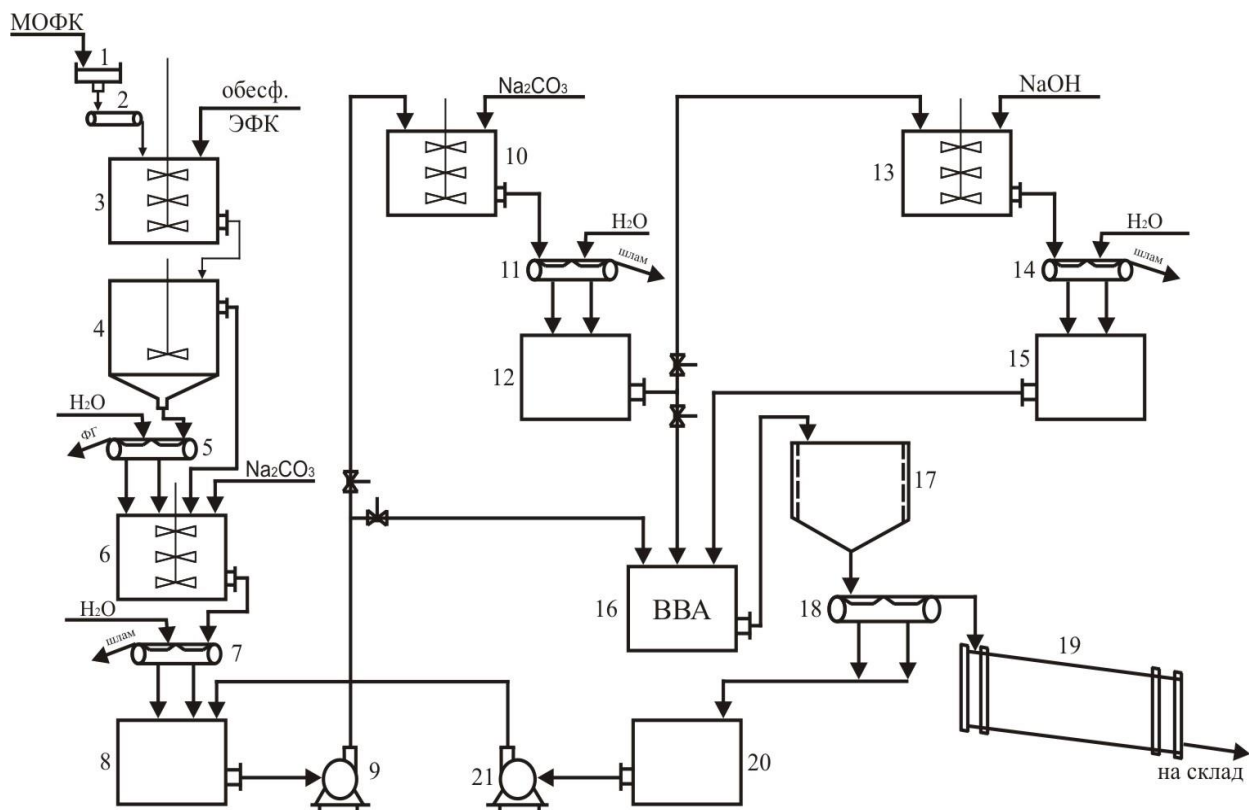 МОФК
1
2
обесф.
ЭФК
3
4
H₂O
ФГ
5
Na₂CO₃
6
H₂O
шлам
7
8
9
Na₂CO₃
10
H₂O
11
шлам
12
NaOH
13
H₂O
14
шлам
15
16
ВВА
17
18
19
на склад
20
21